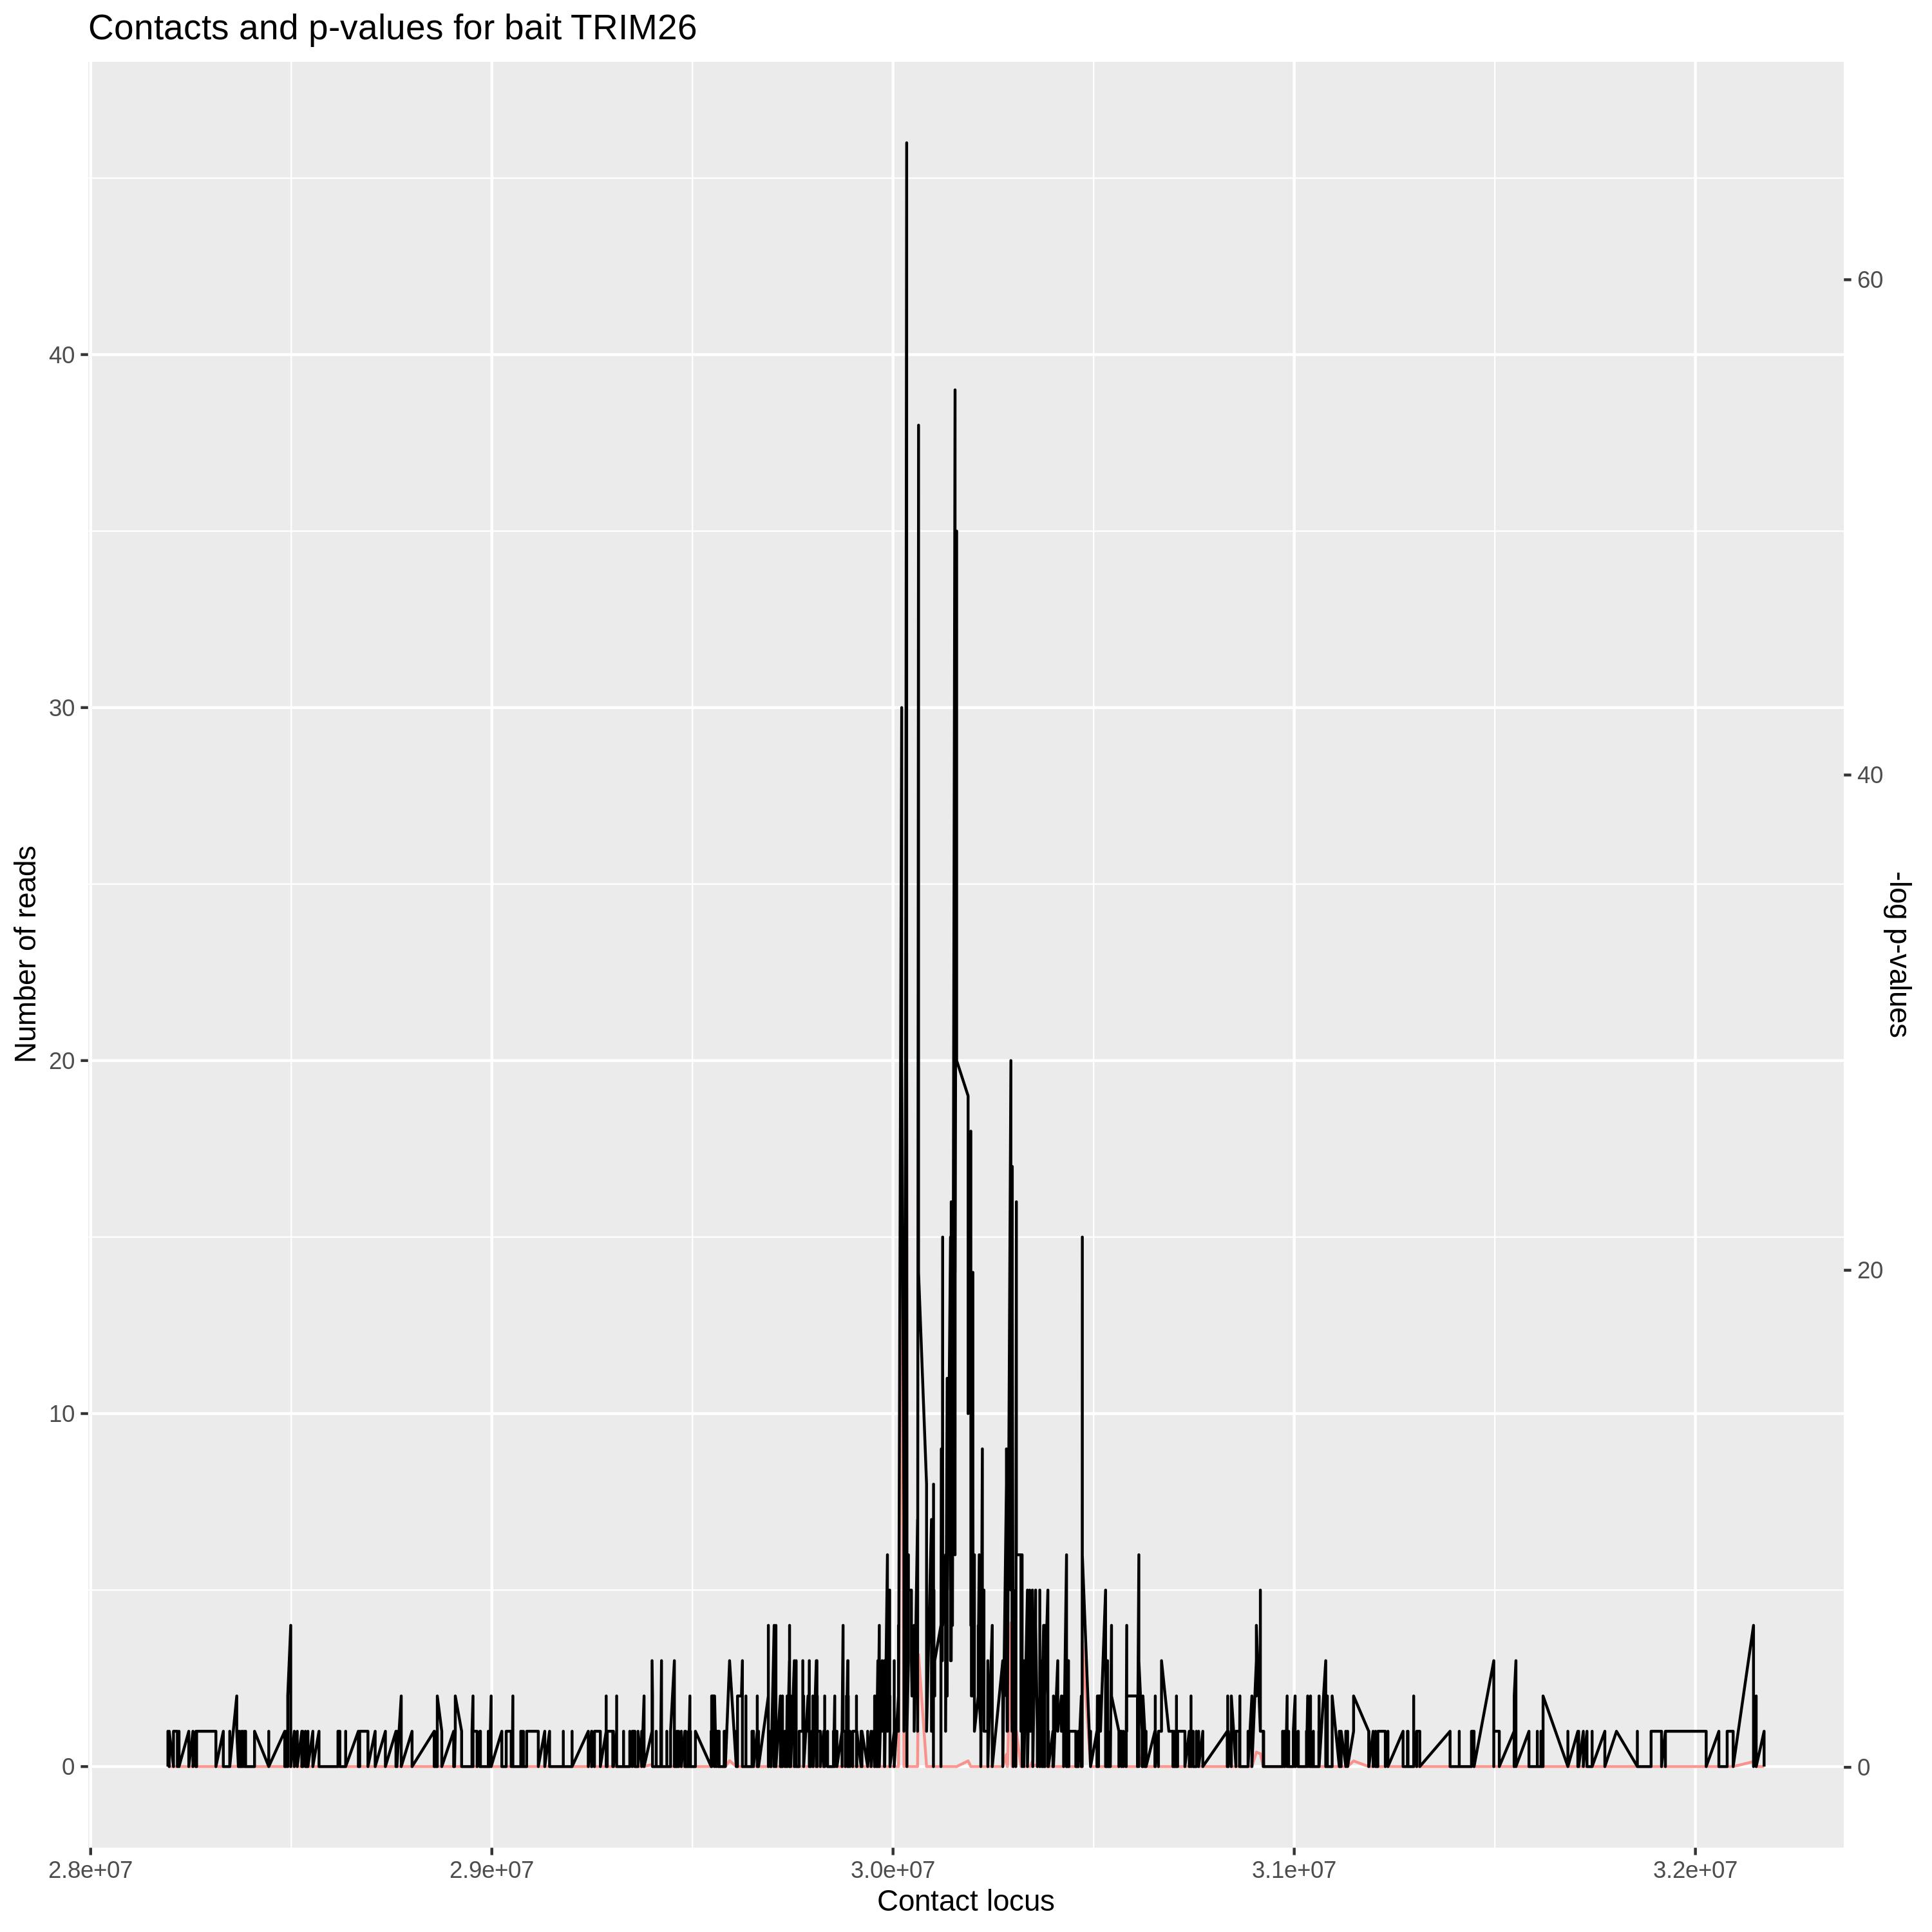 Contacts and p-values for bait TRIM26
Number of reads
40
30
20
10
0
60
40
20
0
-log p-values
2.8e+07
2.9e+07
3.0e+07
3.1e+07
3.2e+07
Contact locus